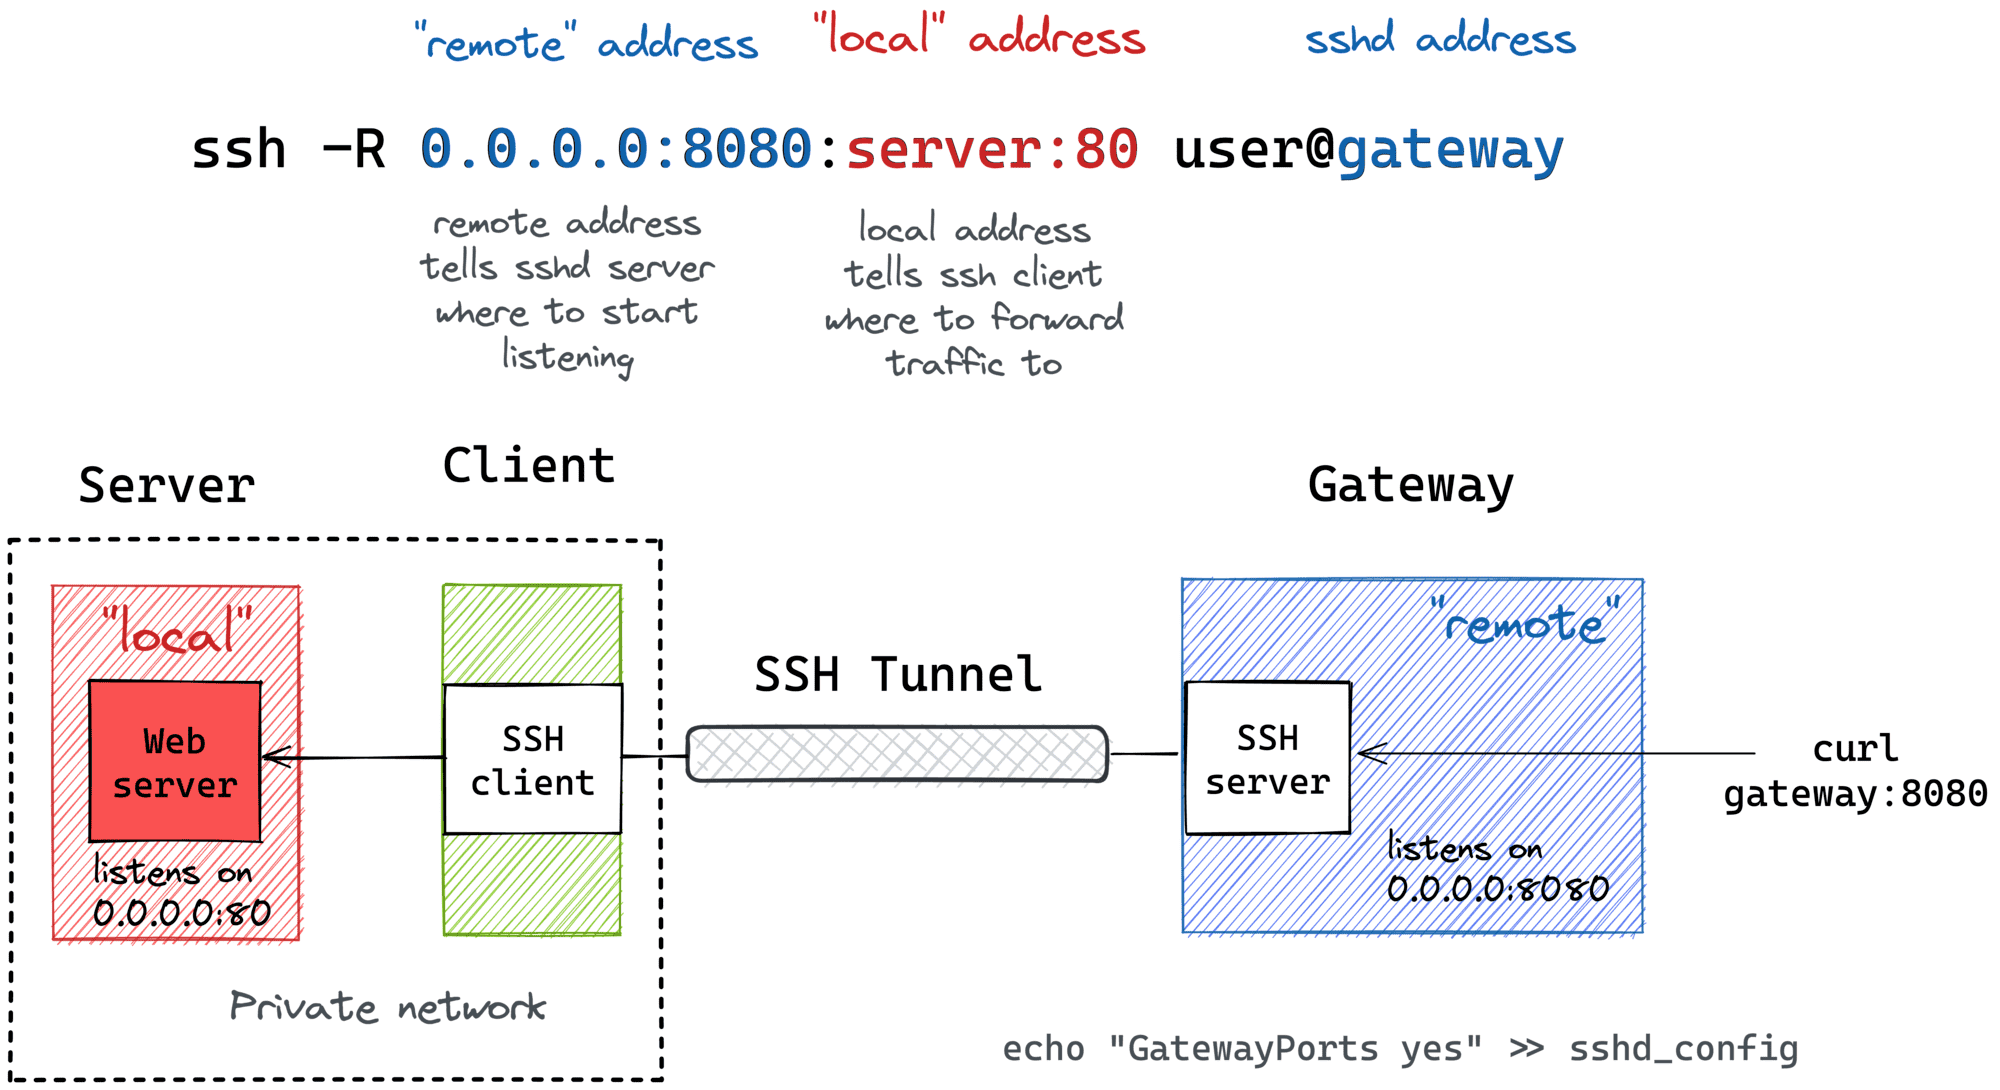 "remote" address "local" address sshd address
ssh -R 0.0.0.0:8080:server:80 user@gateway
remote address
tells sshd server
where to start
listening
local address
tells ssh client
where to forward
traffic to
Server
Client
Gateway
"local"
Web
server
listens on
0.0.0.0:80
SSH
client
Private network
SSH Tunnel
"remote"
SSH
server
listens on
0.0.0.0:8080
curl
gateway:8080
echo "GatewayPorts yes" >> sshd_config